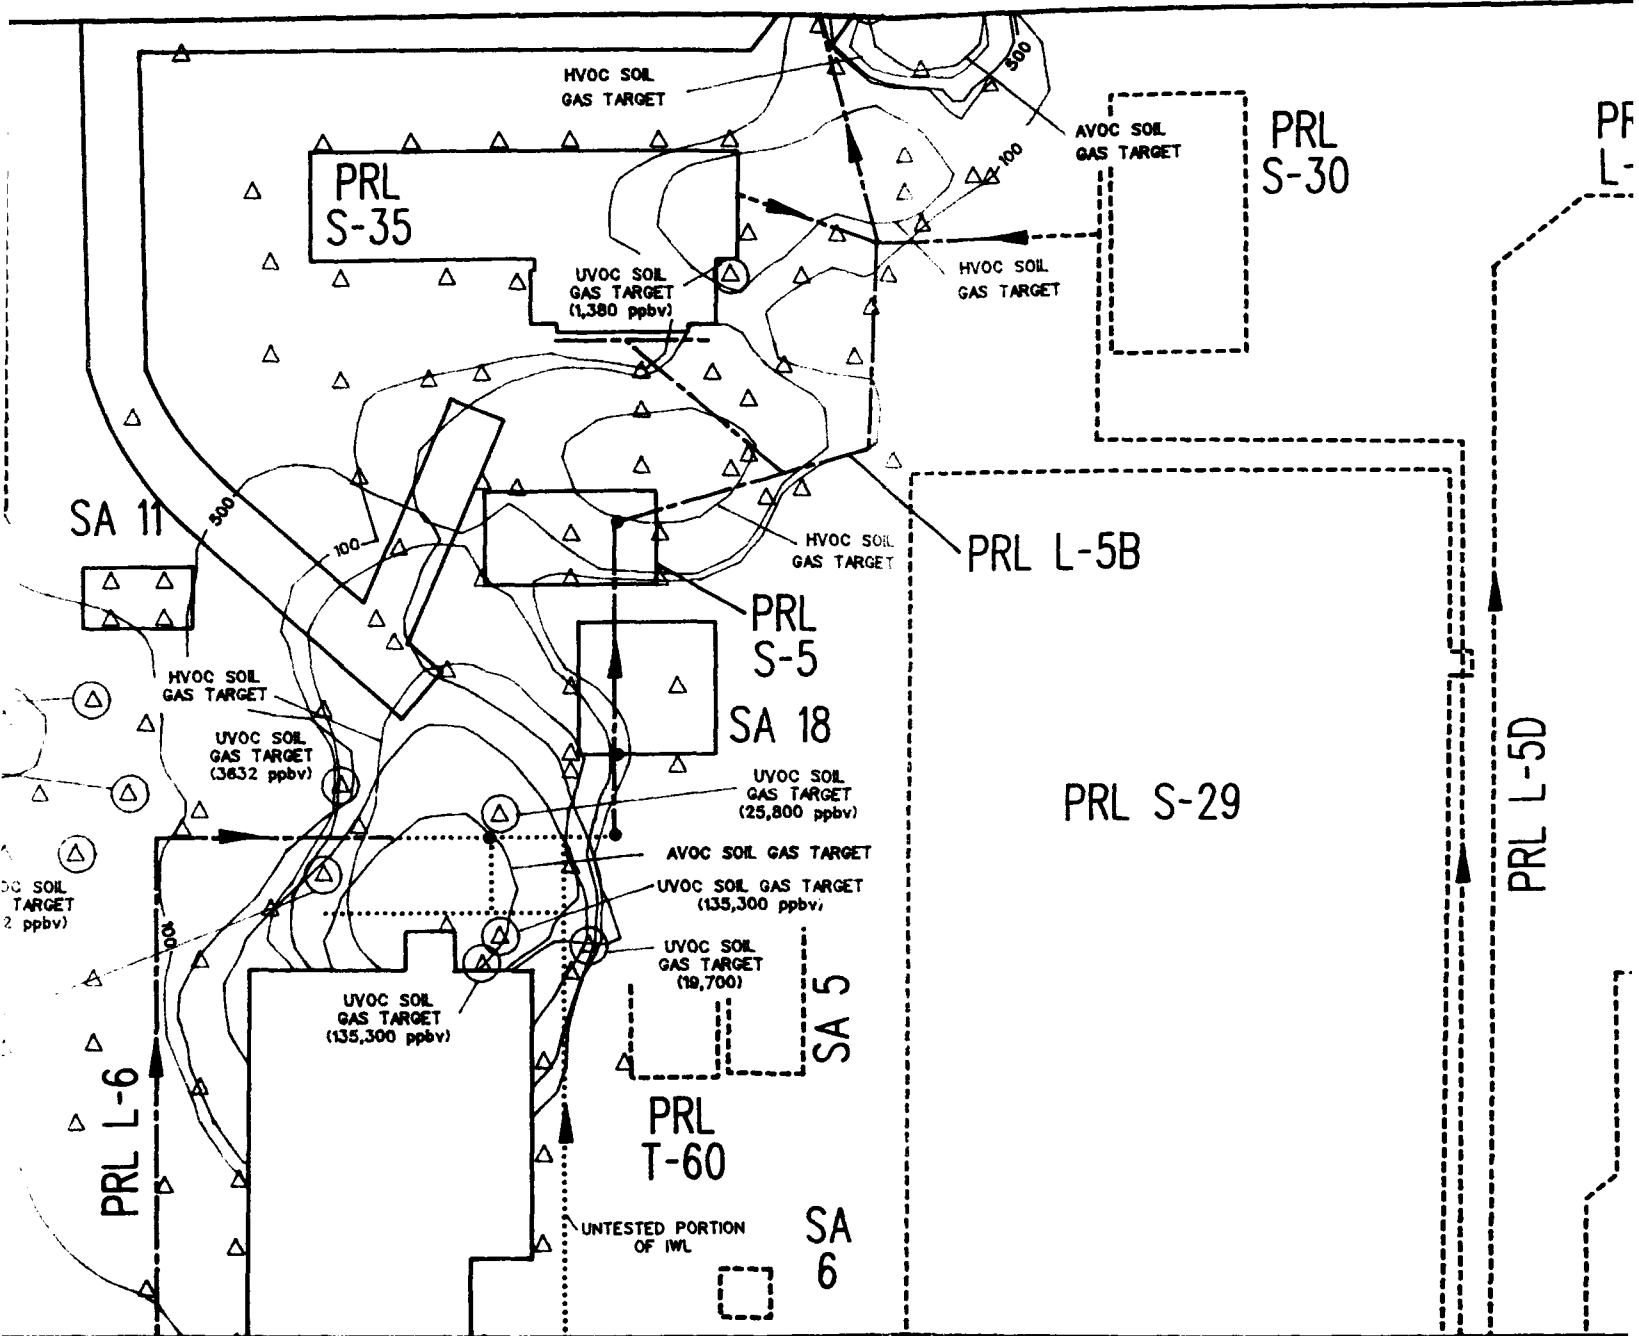 HVOC SOIL
GAS TARGET
500
AVOC SOIL
GAS TARGET
100
PRL
S-30
PRL
S-35
UVOC SOIL
GAS TARGET
(1,380 ppbv)
HVOC SOIL
GAS TARGET
SA 11
500
100
HVOC SOIL
GAS TARGET
PRL L-5B
PRL
S-5
HVOC SOIL
GAS TARGET
SA 18
UVOC SOIL
GAS TARGET
(3632 ppbv)
UVOC SOIL
GAS TARGET
(25,800 ppbv)
PRL S-29
PRL L-5D
AVOC SOIL GAS TARGET
UVOC SOIL GAS TARGET
(135,300 ppbv)
SOIL
TARGET
2 ppbv)
100
UVOC SOIL
GAS TARGET
(19,700)
SA 5
UVOC SOIL
GAS TARGET
(135,300 ppbv)
PRL L-6
PRL
T-60
UNTESTED PORTION
OF IWL
SA
6